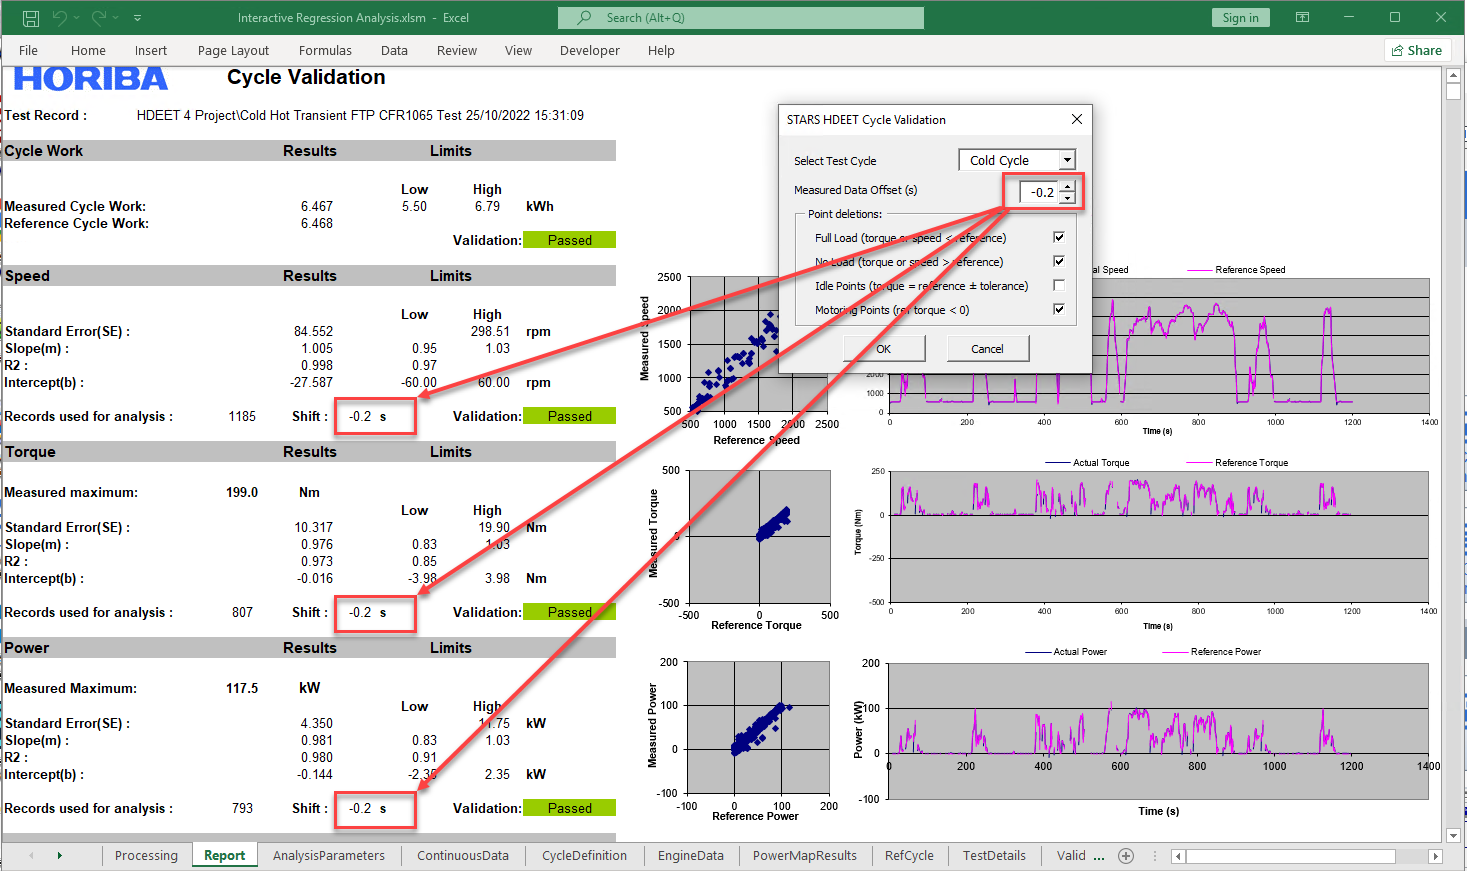 Interactive Regression Analysis.xlsm - Excel
Search (Alt+Q)
Sign in
File Home Insert Page Layout Formulas Data Review View Developer Help
Share
HORIBA Cycle Validation
Test Record : HDEET 4 Project\Cold Hot Transient FTP CFR1065 Test 25/10/2022 15:31:09
Cycle Work Results Limits
Low High
Measured Cycle Work: 6.467 5.50 6.79 kWh
Reference Cycle Work: 6.468
Validation: Passed
Speed Results Limits
Low High
Standard Error(SE) : 84.552 298.51 rpm
Slope(m) : 1.005 0.95 1.03
R2 : 0.998 0.97
Intercept(b) : -27.587 -60.00 60.00 rpm
Records used for analysis : 1185 Shift : -0.2 s Validation: Passed
Torque Results Limits
Measured maximum: 199.0 Nm
Low High
Standard Error(SE) : 10.317 19.90 Nm
Slope(m) : 0.976 0.83 1.03
R2 : 0.973 0.85
Intercept(b) : -0.016 -3.98 3.98 Nm
Records used for analysis : 807 Shift : -0.2 s Validation: Passed
Power Results Limits
Measured Maximum: 117.5 kW
Low High
Standard Error(SE) : 4.350 11.75 kW
Slope(m) : 0.981 0.83 1.03
R2 : 0.980 0.91
Intercept(b) : -0.144 -2.35 2.35 kW
Records used for analysis : 793 Shift : -0.2 s Validation: Passed
STARS HDEET Cycle Validation
Select Test Cycle Cold Cycle
Measured Data Offset (s) -0.2
Point deletions:
Full Load (torque or speed < reference)
No Load (torque or speed > reference)
Idle Points (torque = reference ± tolerance)
Motoring Points (ref torque < 0)
OK Cancel
Measured Speed
2500
2000
1500
1000
500
500 1000 1500 2000 2500
Reference Speed
al Speed Reference Speed
2000
1000
0
0 200 400 600 800 1000 1200 1400
Time (s)
Measured Torque
500
0
-500
-500 0 500
Reference Torque
Actual Torque Reference Torque
Torque (Nm)
250
0
-250
-500
0 200 400 600 800 1000 1200 1400
Time (s)
Measured Power
200
100
0
-100
-100 0 100 200
Reference Power
Actual Power Reference Power
Power (kW)
200
100
0
-100
0 200 400 600 800 1000 1200 1400
Time (s)
Processing Report AnalysisParameters ContinuousData CycleDefinition EngineData PowerMapResults RefCycle TestDetails Valid ...